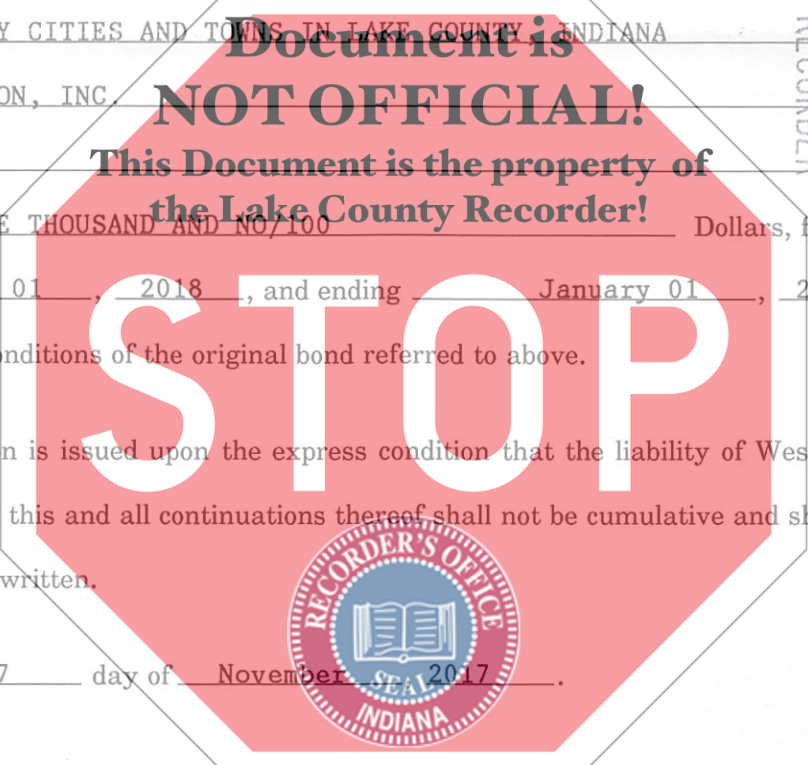 Y CITIES AND TOWNS IN LAKE COUNTY, INDIANA
Document is
ON, INC.
NOT OFFICIAL!
This Document is the property of
the Lake County Recorder!
E THOUSAND AND NO/100 Dollars, f
01, 2018, and ending January 01, 2
STOP
nditions of the original bond referred to above.
n is issued upon the express condition that the liability of Wes
this and all continuations thereof shall not be cumulative and sh
written.
RECORDER'S OFFICE
7 day of November 2017.
SEAL
INDIANA
RECORDER